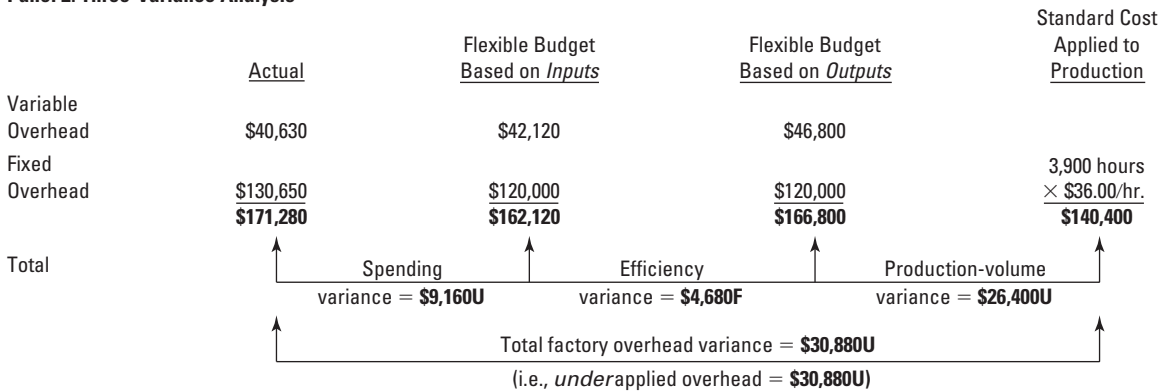 Panel 2: Three-Variance Analysis
Standard Cost
Flexible Budget Flexible Budget Applied to
Actual Based on Inputs Based on Outputs Production
Variable
Overhead $40,630 $42,120 $46,800
Fixed 3,900 hours
Overhead $130,650 $120,000 $120,000 × $36.00/hr.
$171,280 $162,120 $166,800 $140,400
Total Spending Efficiency Production-volume
variance = $9,160U variance = $4,680F variance = $26,400U
Total factory overhead variance = $30,880U
(i.e., underapplied overhead = $30,880U)